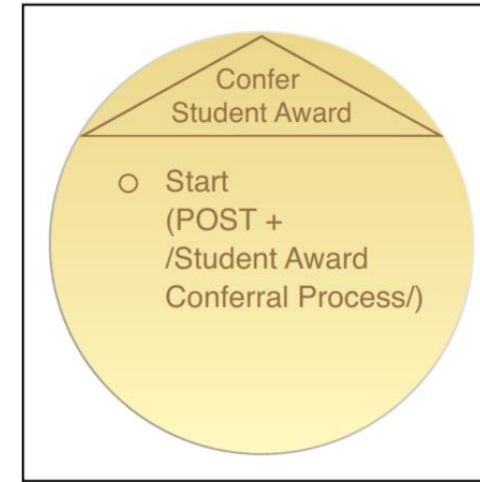 Confer
Student Award
Start
(POST +
/Student Award
Conferral Process/)